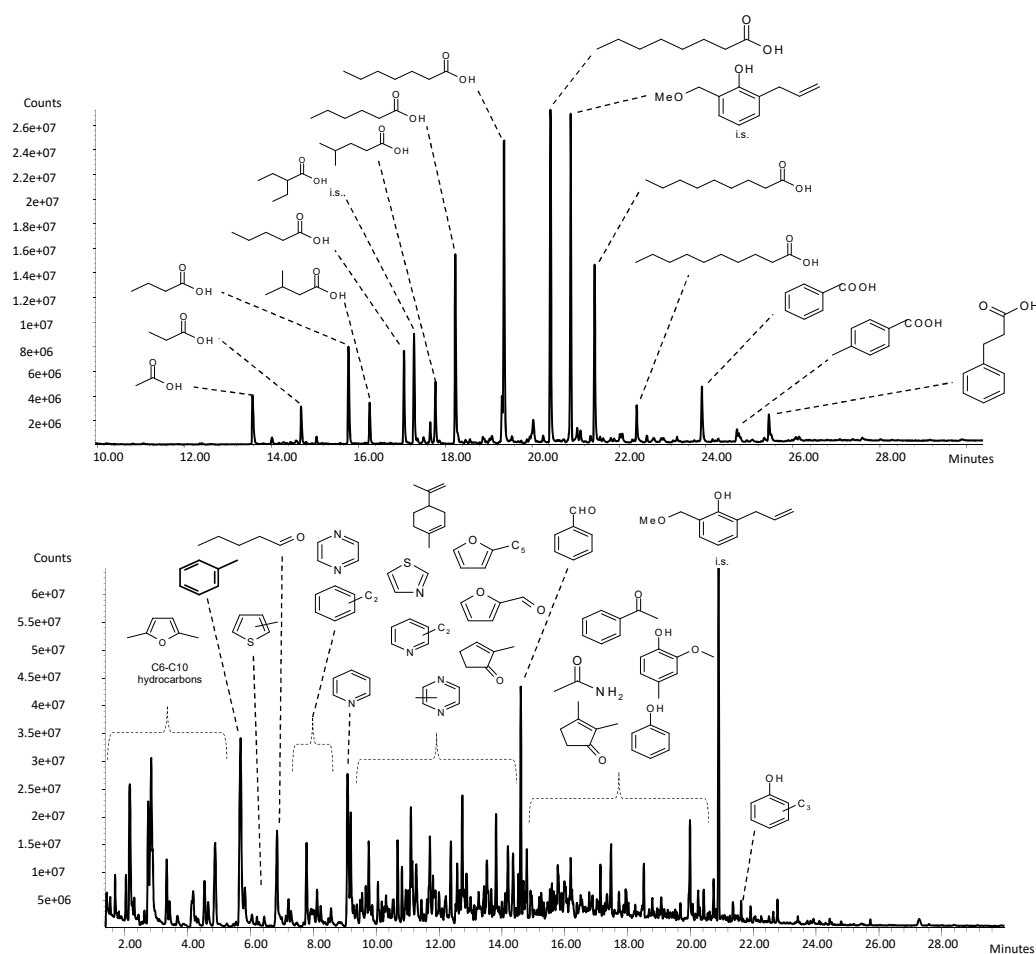 Counts
2.6e+07
2.4e+07
2.2e+07
2e+07
1.8e+07
1.6e+07
1.4e+07
1.2e+07
1e+07
8e+06
6e+06
4e+06
2e+06
O
OH
O
OH
O
OH
O
OH
O
OH
O
OH
i.s.
O
OH
O
OH
O
OH
O
OH
OH
MeO
i.s.
O
OH
O
OH
COOH
COOH
O
OH
10.00 12.00 14.00 16.00 18.00 20.00 22.00 24.00 26.00 28.00
Minutes
Counts
6e+07
5.5e+07
5e+07
4.5e+07
4e+07
3.5e+07
3e+07
2.5e+07
2e+07
1.5e+07
1e+07
5e+06
O
C6-C10
hydrocarbons
S
O
N
N
C2
N
S
N
N
C2
N
N
O
C5
O
O
O
CHO
O
O
NH2
O
OH
O
OH
OH
MeO
i.s.
OH
C3
2.00 4.00 6.00 8.00 10.00 12.00 14.00 16.00 18.00 20.00 22.00 24.00 26.00 28.00
Minutes